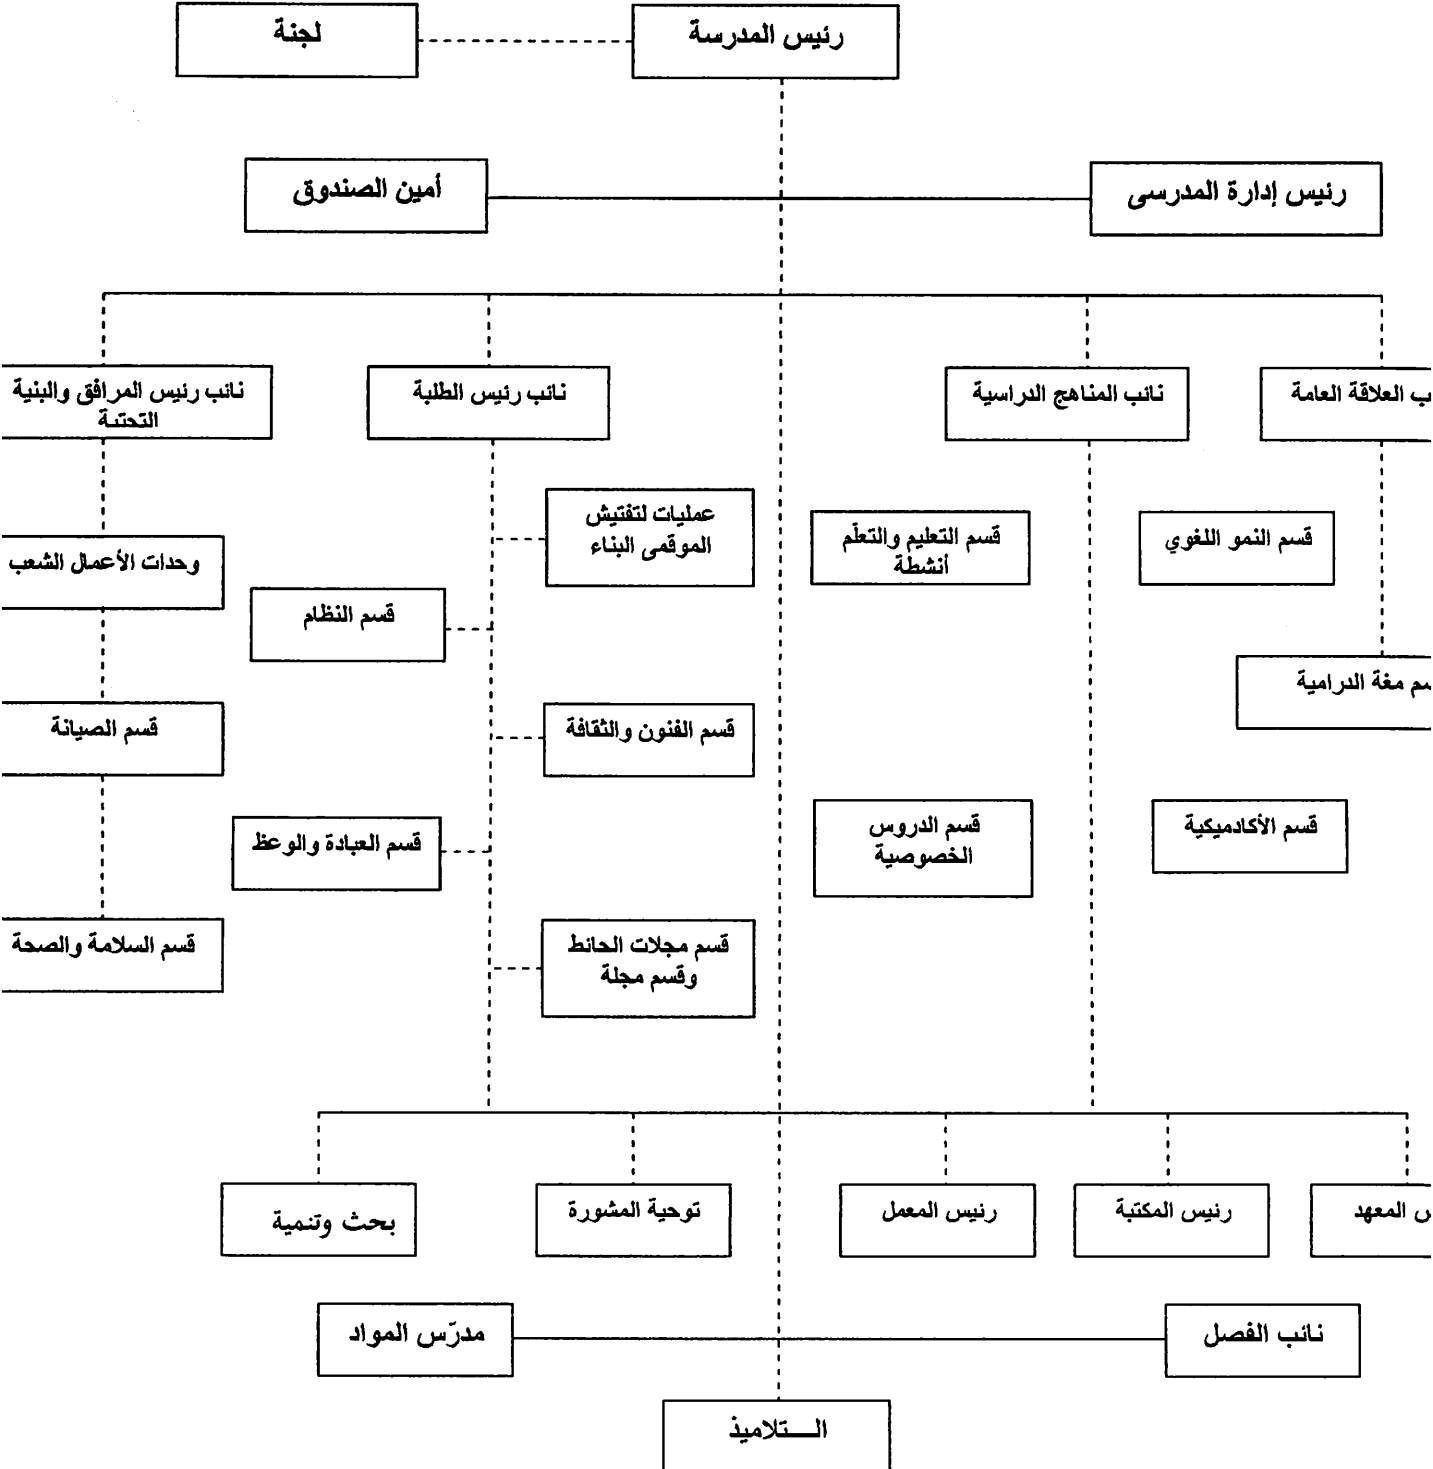 رئيس المدرسة
لجنة
رئيس إدارة المدرسى
أمين الصندوق
العلاقة العامة
نائب المناهج الدراسية
نائب رئيس الطلبة
نائب رئيس المرافق والبنية
التحتية
قسم النمو اللغوي
قسم التعليم والتعلّم
أنشطة
عمليات لتفتيش
الموقمى البناء
وحدات الأعمال الشعب
قسم النظام
مغة الدرامية
قسم الفنون والثقافة
قسم الصيانة
قسم الأكادميكية
قسم الدروس
الخصوصية
قسم العبادة والوعظ
قسم مجلات الحائط
وقسم مجلة
قسم السلامة والصحة
المعهد
رئيس المكتبة
رئيس المعمل
توحية المشورة
بحث وتنمية
نائب الفصل
مدرّس المواد
الـــتلاميذ